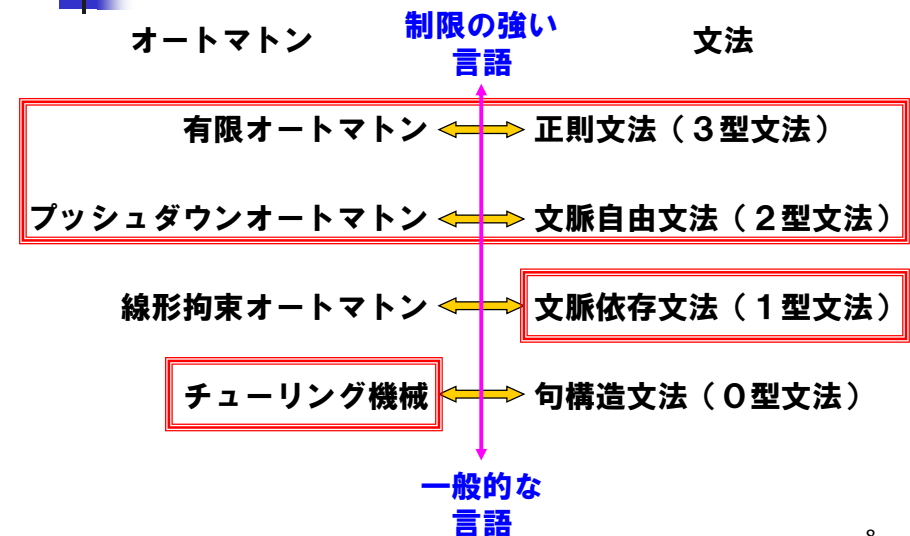 オートマトン
制限の強い
言語
文法
有限オートマトン
正則文法（３型文法）
プッシュダウンオートマトン
文脈自由文法（２型文法）
線形拘束オートマトン
文脈依存文法（１型文法）
チューリング機械
句構造文法（０型文法）
一般的な
言語
。